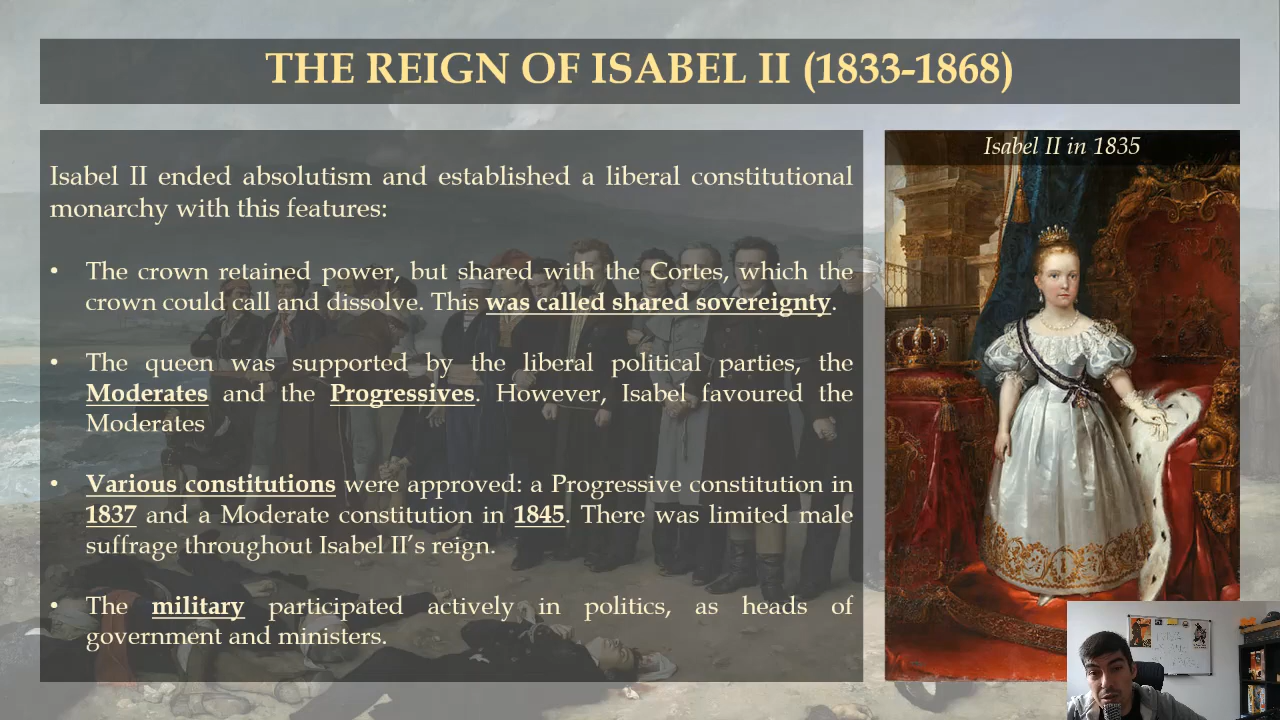 THE REIGN OF ISABEL II (1833-1868)
Isabel II ended absolutism and established a liberal constitutional
monarchy with this features:
• The crown retained power, but shared with the Cortes, which the
crown could call and dissolve. This was called shared sovereignty.
• The queen was supported by the liberal political parties, the
Moderates and the Progressives. However, Isabel favoured the
Moderates
• Various constitutions were approved: a Progressive constitution in
1837 and a Moderate constitution in 1845. There was limited male
suffrage throughout Isabel II's reign.
• The military participated actively in politics, as heads of
government and ministers.
Isabel II in 1835